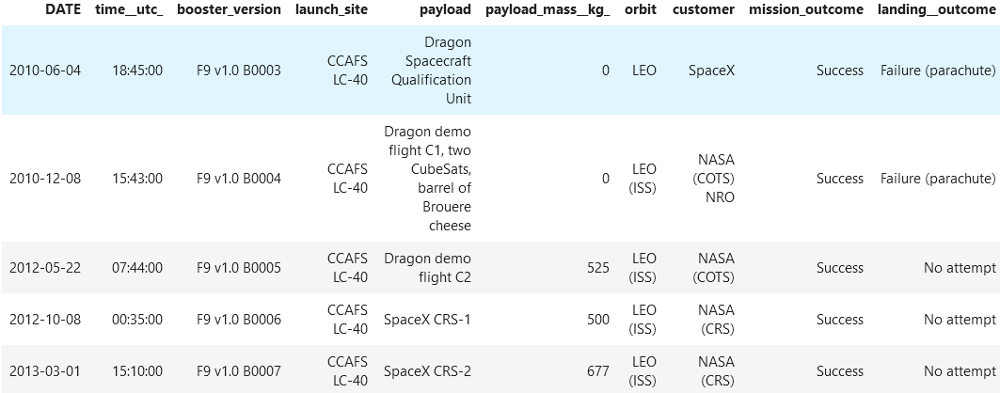 DATE time__utc_ booster_version launch_site payload payload_mass__kg_ orbit customer mission_outcome landing__outcome
2010-06-04 18:45:00 F9 v1.0 B0003 CCAFS LC-40 Dragon Spacecraft Qualification Unit 0 LEO SpaceX Success Failure (parachute)
2010-12-08 15:43:00 F9 v1.0 B0004 CCAFS LC-40 Dragon demo flight C1, two CubeSats, barrel of Brouere cheese 0 LEO (ISS) NASA (COTS) NRO Success Failure (parachute)
2012-05-22 07:44:00 F9 v1.0 B0005 CCAFS LC-40 Dragon demo flight C2 525 LEO (ISS) NASA (COTS) Success No attempt
2012-10-08 00:35:00 F9 v1.0 B0006 CCAFS LC-40 SpaceX CRS-1 500 LEO (ISS) NASA (CRS) Success No attempt
2013-03-01 15:10:00 F9 v1.0 B0007 CCAFS LC-40 SpaceX CRS-2 677 LEO (ISS) NASA (CRS) Success No attempt